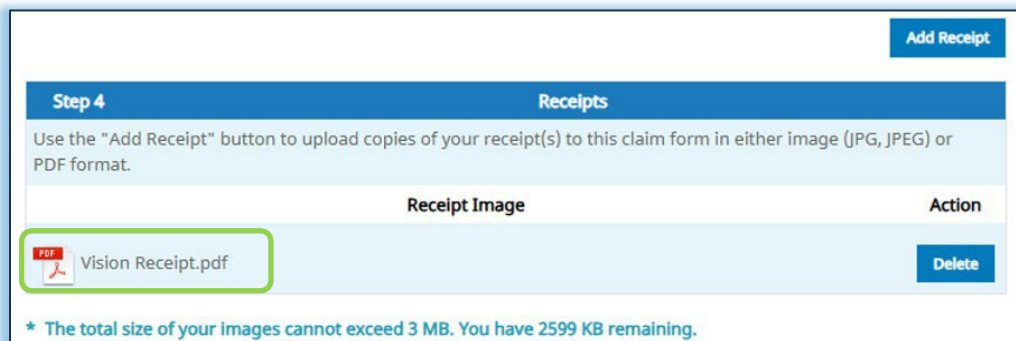 Add Receipt
Step 4 Receipts
Use the "Add Receipt" button to upload copies of your receipt(s) to this claim form in either image (JPG, JPEG) or
PDF format.
Receipt Image Action
PDF Vision Receipt.pdf Delete
* The total size of your images cannot exceed 3 MB. You have 2599 KB remaining.